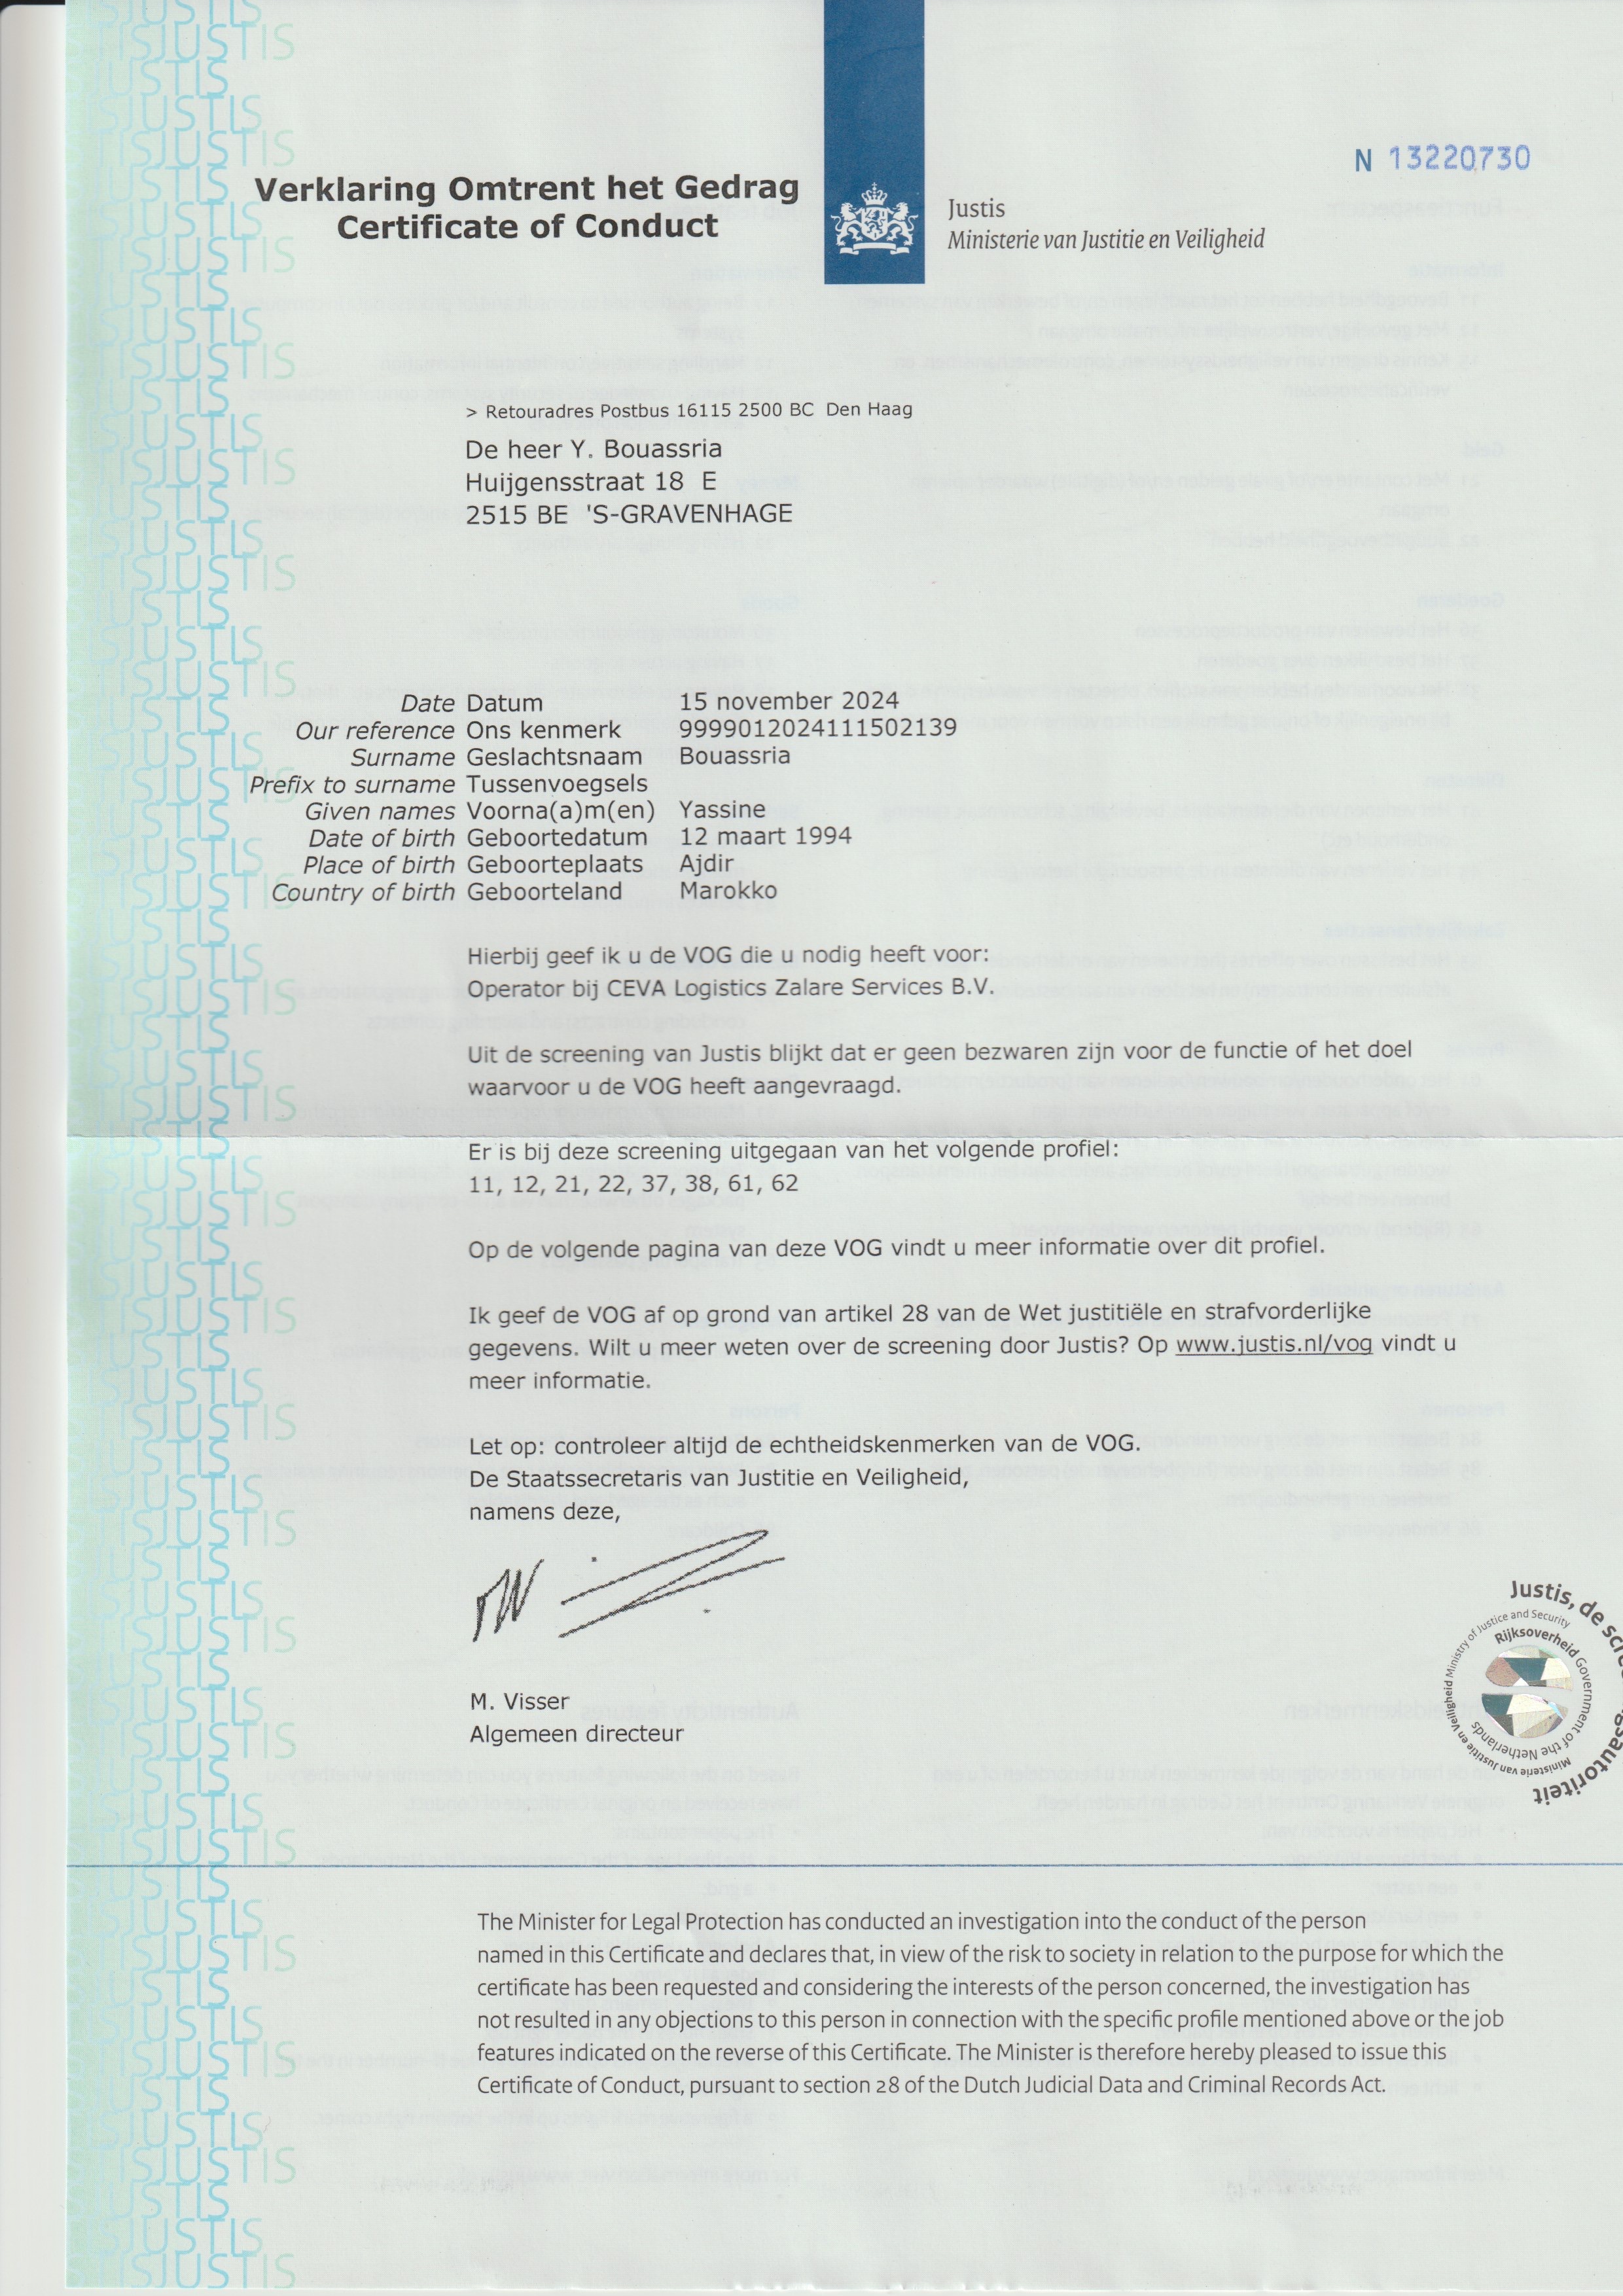 Verklaring Omtrent het Gedrag
Certificate of Conduct
Justis
Ministerie van Justitie en Veiligheid
N 13220730
> Retouradres Postbus 16115 2500 BC Den Haag
De heer Y. Bouassria
Huijgensstraat 18 E
2515 BE 'S-GRAVENHAGE
Date Datum 15 november 2024
Our reference Ons kenmerk 9999012024111502139
Surname Geslachtsnaam Bouassria
Prefix to surname Tussenvoegsels
Given names Voorna(a)m(en) Yassine
Date of birth Geboortedatum 12 maart 1994
Place of birth Geboorteplaats Ajdir
Country of birth Geboorteland Marokko
Hierbij geef ik u de VOG die u nodig heeft voor:
Operator bij CEVA Logistics Zalare Services B.V.
Uit de screening van Justis blijkt dat er geen bezwaren zijn voor de functie of het doel
waarvoor u de VOG heeft aangevraagd.
Er is bij deze screening uitgegaan van het volgende profiel:
11, 12, 21, 22, 37, 38, 61, 62
Op de volgende pagina van deze VOG vindt u meer informatie over dit profiel.
Ik geef de VOG af op grond van artikel 28 van de Wet justitiële en strafvorderlijke
gegevens. Wilt u meer weten over de screening door Justis? Op www.justis.nl/vog vindt u
meer informatie.
Let op: controleer altijd de echtheidskenmerken van de VOG.
De Staatssecretaris van Justitie en Veiligheid,
namens deze,
M. Visser
Algemeen directeur
Justis, de
autoriteit
Ministerie van Justitie en Veiligheid Ministry of Justice and Security
Rijksoverheid Government of the Netherlands
The Minister for Legal Protection has conducted an investigation into the conduct of the person
named in this Certificate and declares that, in view of the risk to society in relation to the purpose for which the
certificate has been requested and considering the interests of the person concerned, the investigation has
not resulted in any objections to this person in connection with the specific profile mentioned above or the job
features indicated on the reverse of this Certificate. The Minister is therefore hereby pleased to issue this
Certificate of Conduct, pursuant to section 28 of the Dutch Judicial Data and Criminal Records Act.